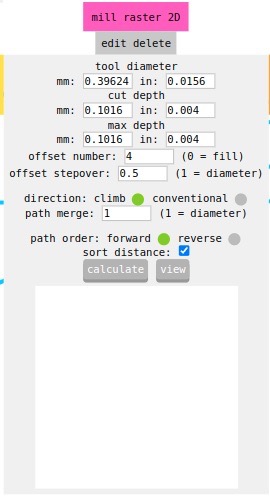 mill raster 2D
edit delete
tool diameter
mm: 0.39624 in: 0.0156
cut depth
mm: 0.1016 in: 0.004
max depth
mm: 0.1016 in: 0.004
offset number: 4 (0 = fill)
offset stepover: 0.5 (1 = diameter)
direction: climb conventional
path merge: 1 (1 = diameter)
path order: forward reverse
sort distance:
calculate view